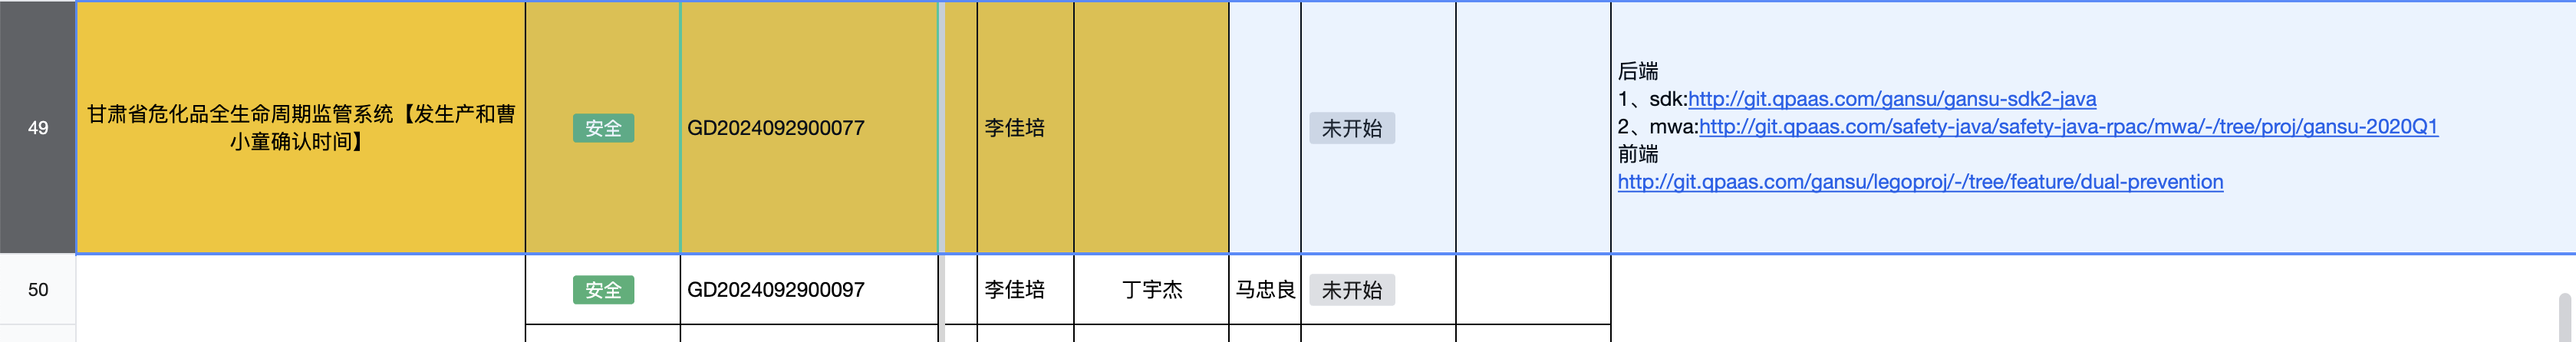 49
甘肃省危化品全生命周期监管系统【发生产和曹
小童确认时间】
安全
GD2024092900077
李佳培
未开始
后端
1、sdk:http://git.qpaas.com/gansu/gansu-sdk2-java
2、mwa:http://git.qpaas.com/safety-java/safety-java-rpac/mwa/-/tree/proj/gansu-2020Q1
前端
http://git.qpaas.com/gansu/legoproj/-/tree/feature/dual-prevention
50
安全
GD2024092900097
李佳培
丁宇杰
马忠良
未开始